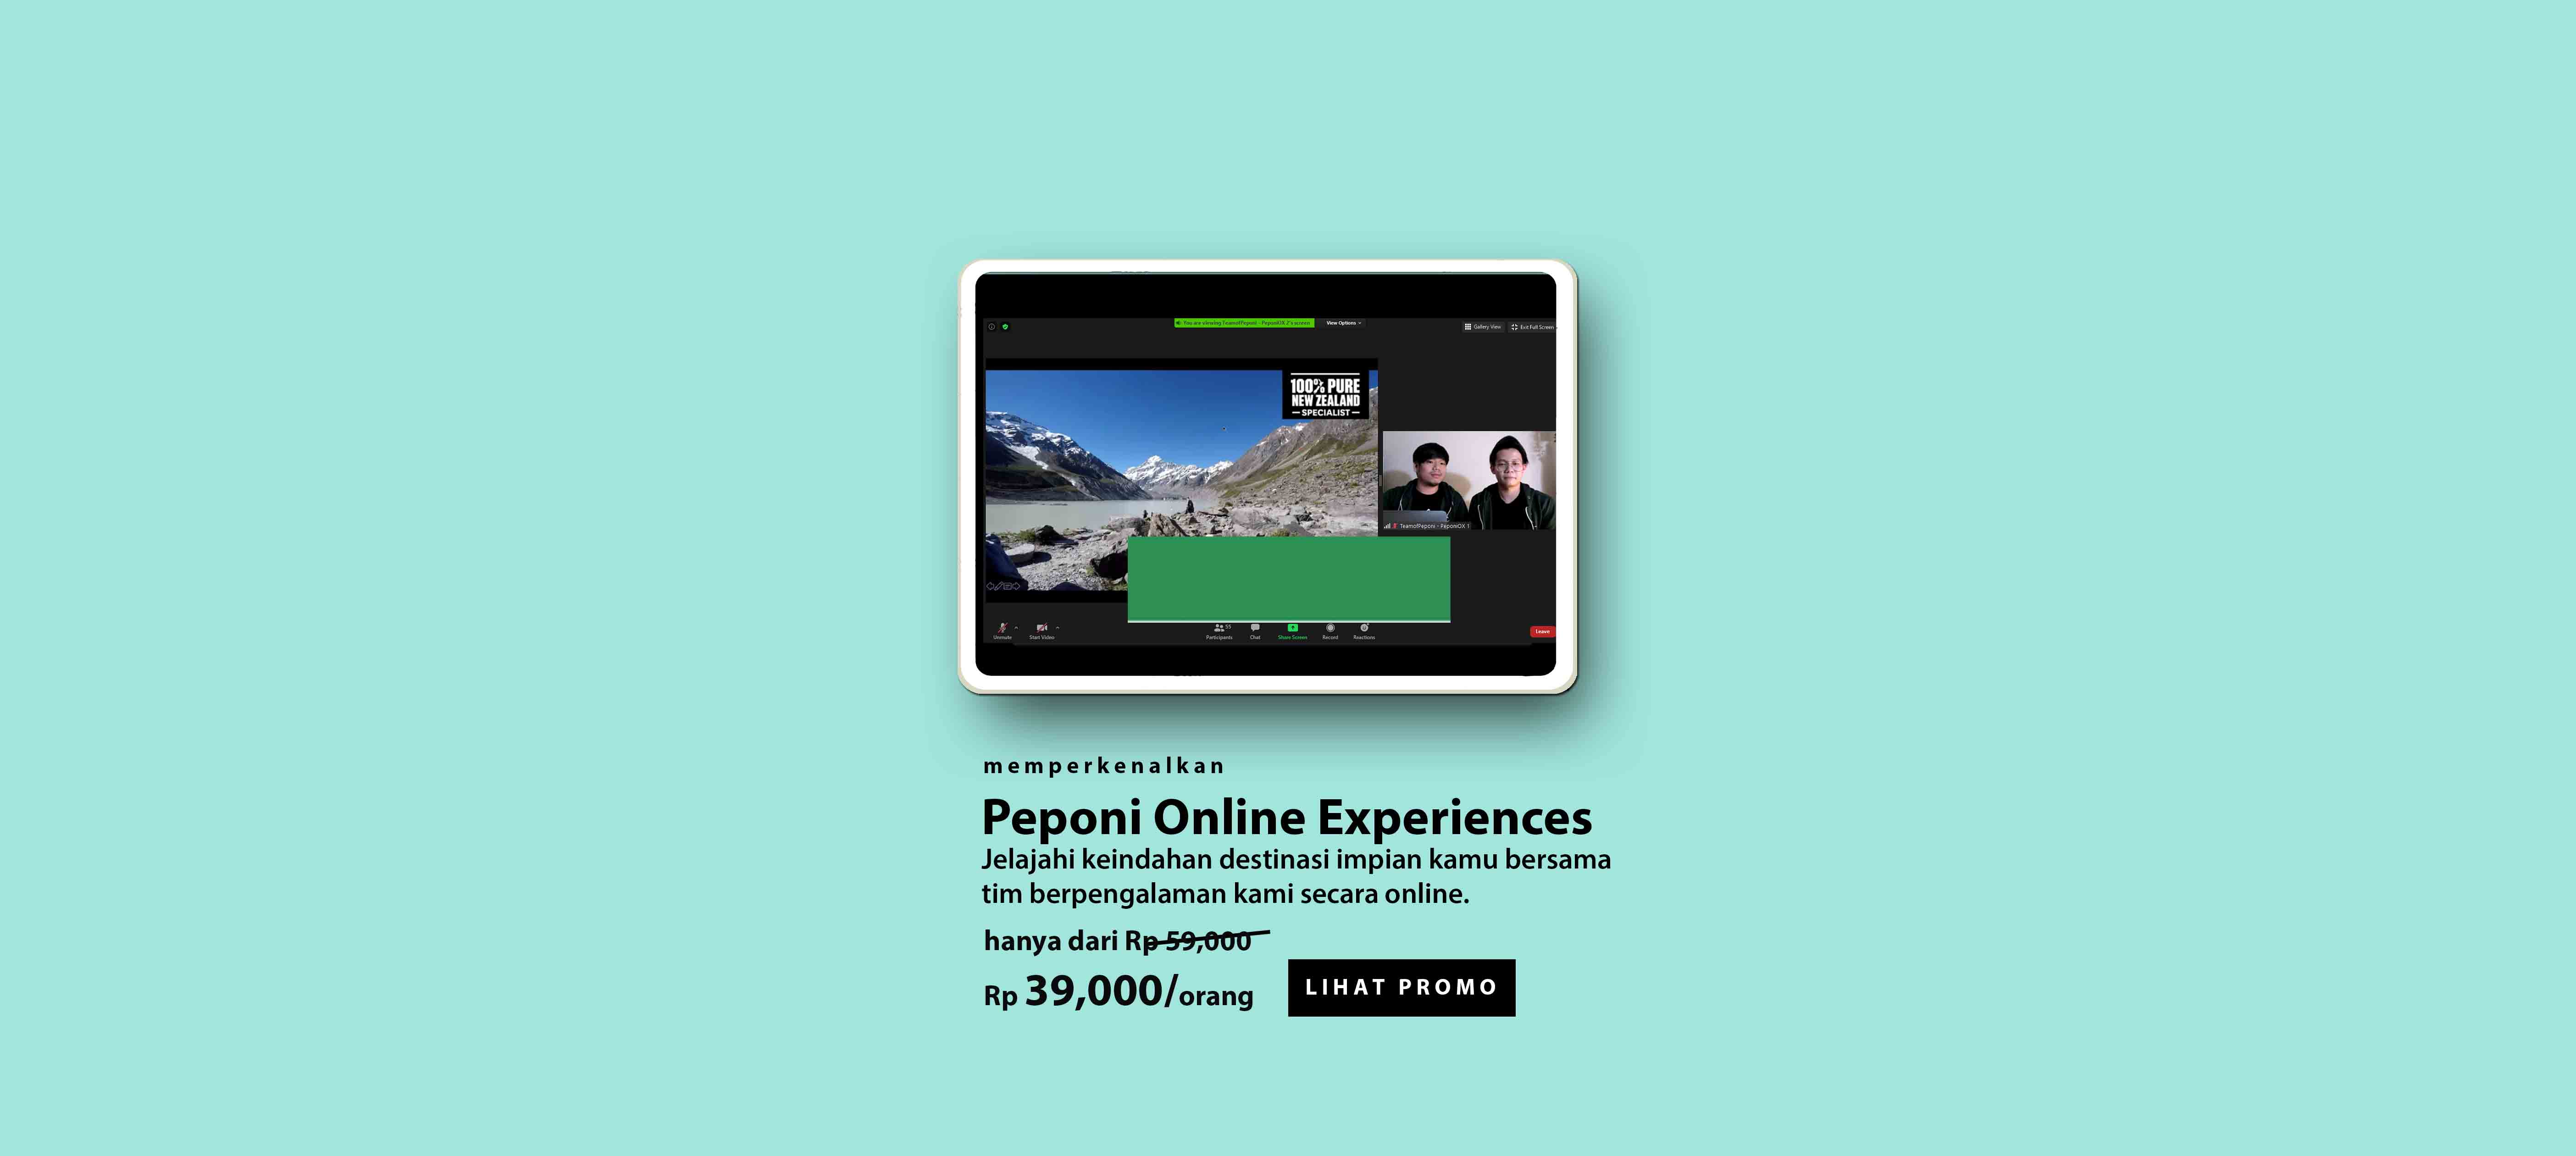 You are viewing TeamofPeponi - PeponiOX 2's screen
View Options
Gallery View
Exit Full Screen
100% PURE
NEW ZEALAND
SPECIALIST
TeamofPeponi - PeponiOX 1
Unmute
Start Video
55
Participants
Chat
Share Screen
Record
Reactions
Leave
memperkenalkan
Peponi Online Experiences
Jelajahi keindahan destinasi impian kamu bersama
tim berpengalaman kami secara online.
hanya dari Rp 59,000
Rp 39,000/orang
LIHAT PROMO